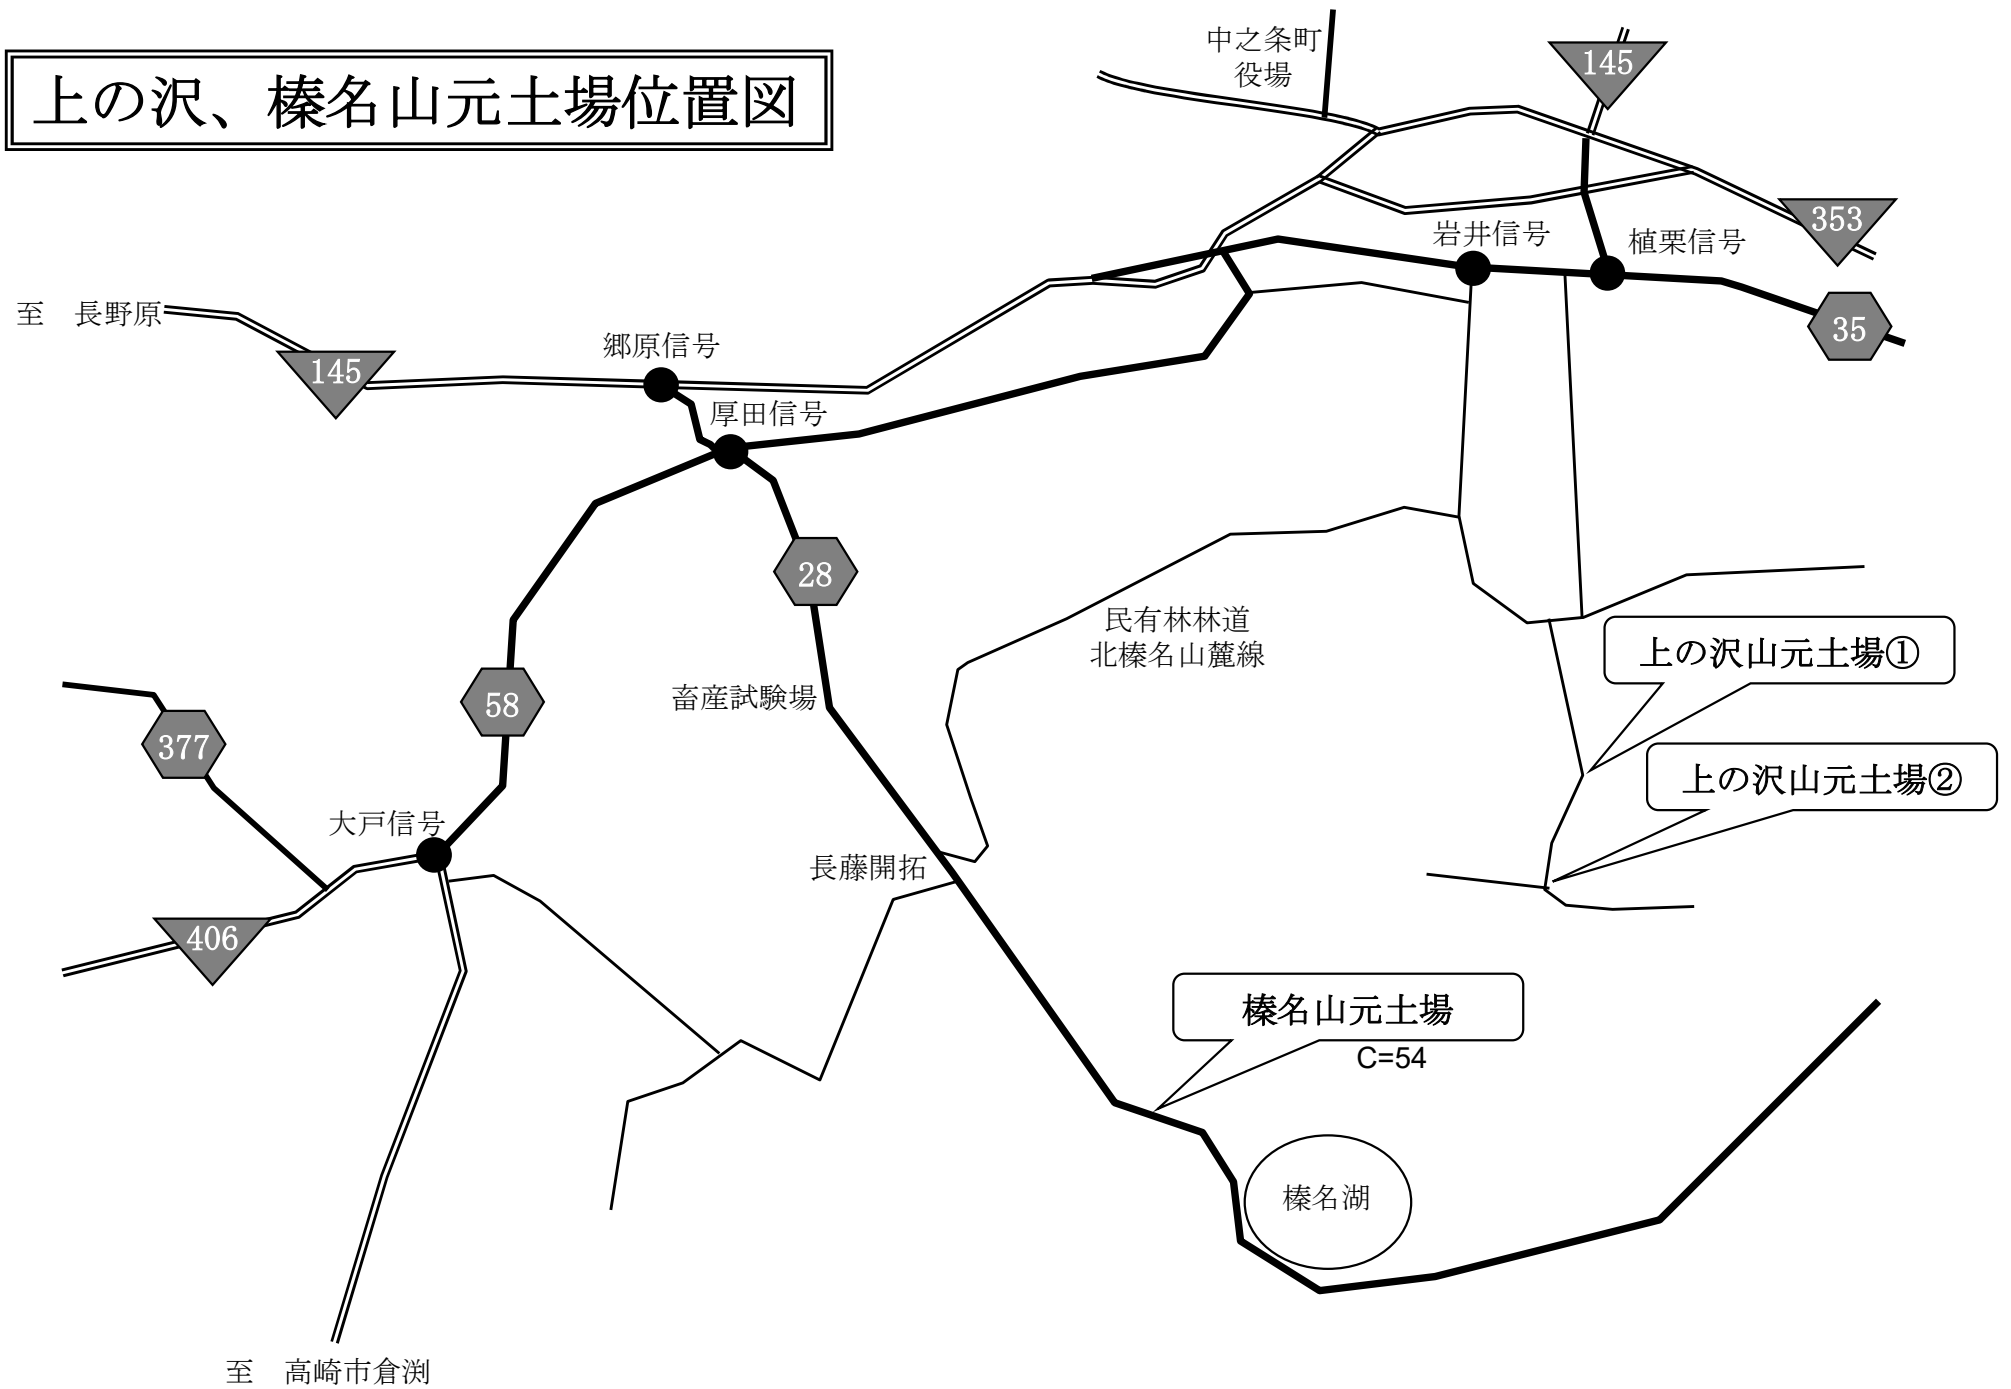 上の沢、榛名山元土場位置図
中之条町
役場
145
353
岩井信号
植栗信号
35
至　長野原
145
郷原信号
厚田信号
28
民有林林道
北榛名山麓線
上の沢山元土場①
58
畜産試験場
377
上の沢山元土場②
大戸信号
長藤開拓
406
榛名山元土場
C=54
榛名湖
至　高崎市倉渕